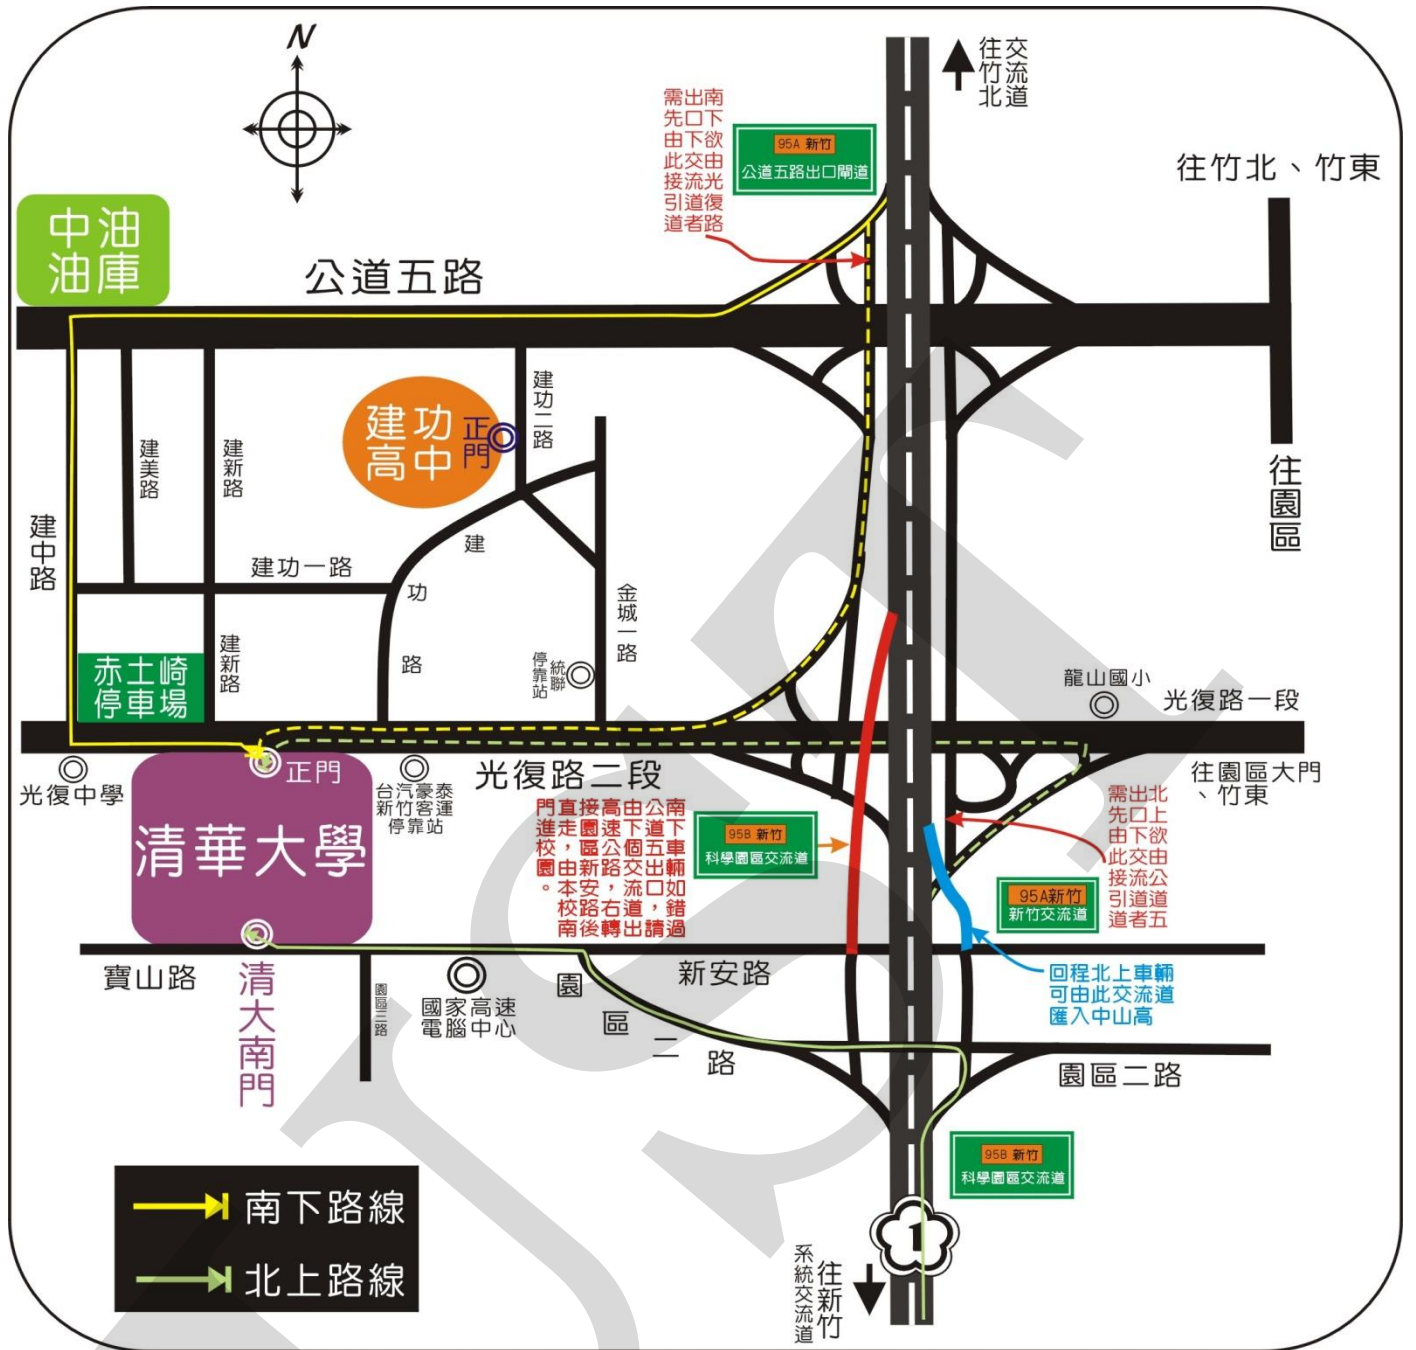 N
往竹北
交流道
南下欲由光復路
出口下交流道者
需先由此接引道
95A 新竹
公道五路出口閘道
往竹北、竹東
中油
油庫
公道五路
建功
高中
正門
建功二路
建美路
建新路
建中路
往園區
建功一路
建功路
金城一路
統聯
停靠站
建新路
赤土崎
停車場
龍山國小
光復路一段
正門
光復路二段
往園區大門
、竹東
光復中學
台汽豪泰
新竹客運
停靠站
清華大學
南下車輛如錯過
公道五出口，請
由下個交流道出
高速公路，右轉
接園區新安路後
直走，由本校南
門進校園。
95B 新竹
科學園區交流道
北上欲由公道五
出口下交流道者
需先由此接引道
95A新竹
新竹交流道
寶山路
新安路
清大南門
園區三路
國家高速
電腦中心
園區二路
回程北上車輛
可由此交流道
匯入中山高
園區二路
95B 新竹
科學園區交流道
南下路線
北上路線
1
往新竹
系統交流道
UST